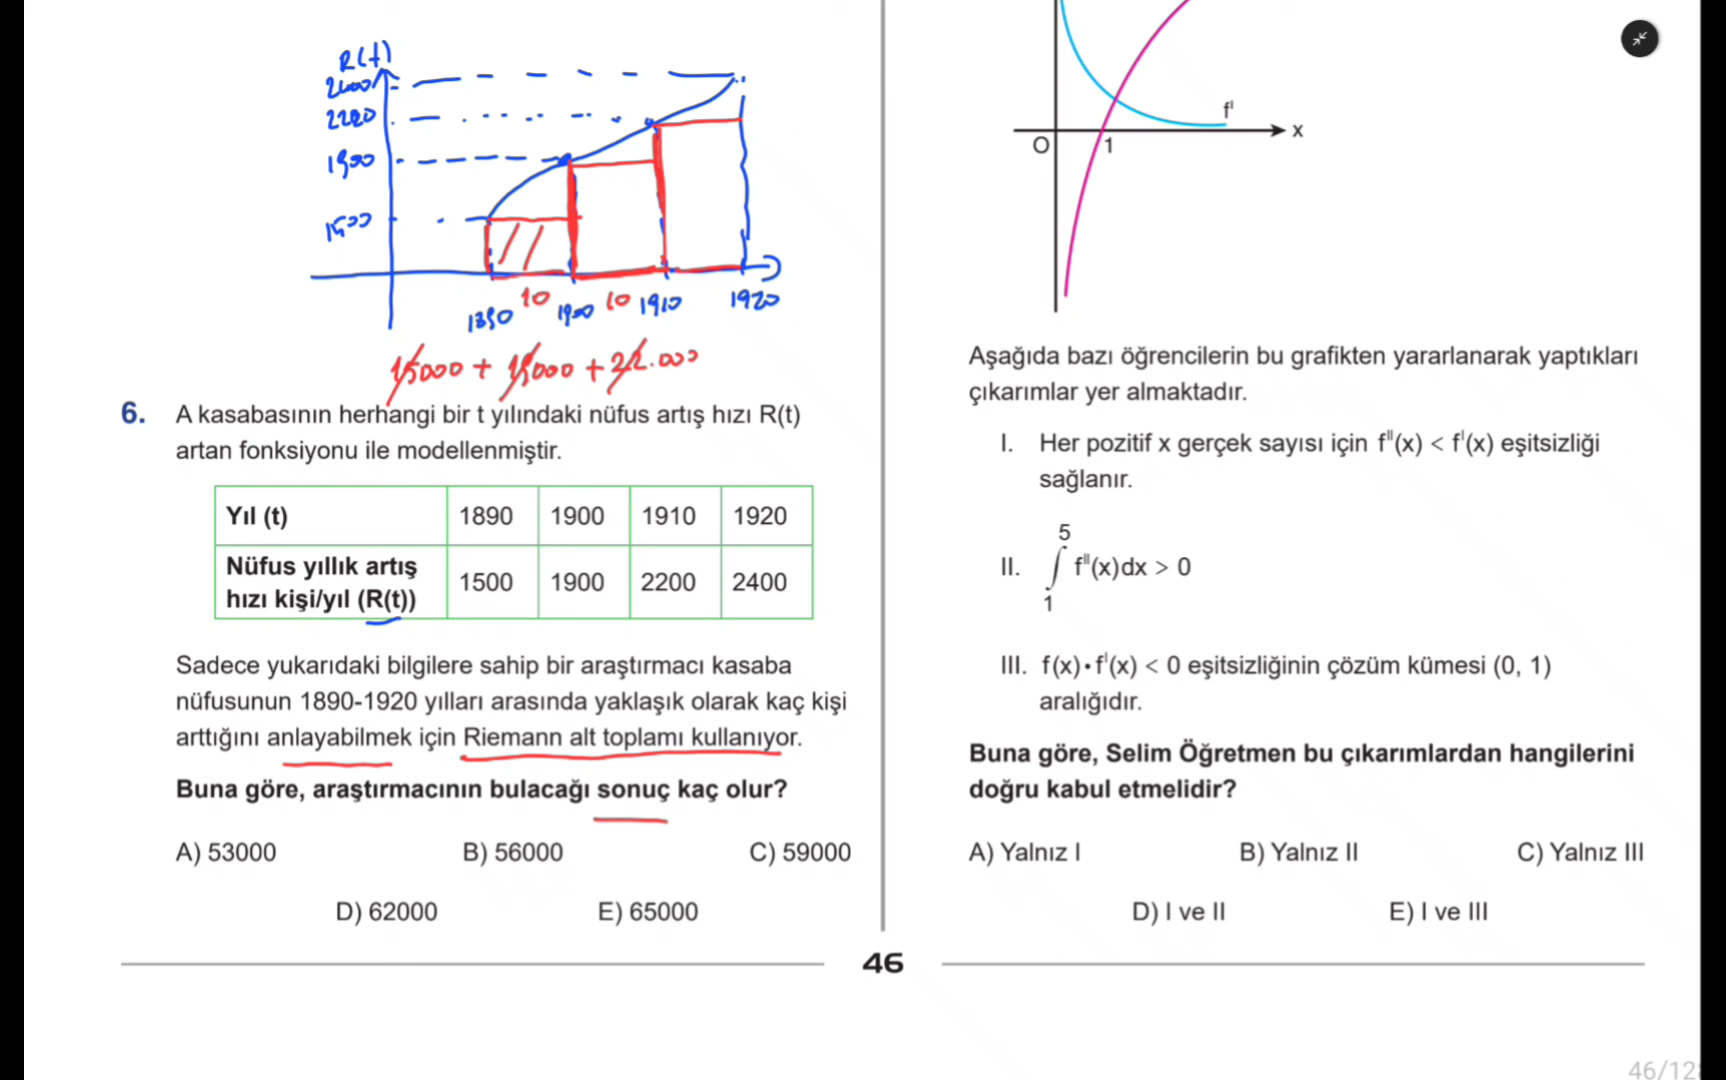 R(t)
2400
2200
1900
1500
10
10
1890
1900
1910
1920
15000 + 19000 + 22.000
6. A kasabasının herhangi bir t yılındaki nüfus artış hızı R(t)
artan fonksiyonu ile modellenmiştir.
Yıl (t) 1890 1900 1910 1920
Nüfus yıllık artış
hızı kişi/yıl (R(t)) 1500 1900 2200 2400
Sadece yukarıdaki bilgilere sahip bir araştırmacı kasaba
nüfusunun 1890-1920 yılları arasında yaklaşık olarak kaç kişi
arttığını anlayabilmek için Riemann alt toplamı kullanıyor.
Buna göre, araştırmacının bulacağı sonuç kaç olur?
A) 53000 B) 56000 C) 59000
D) 62000 E) 65000
f'
x
O
1
Aşağıda bazı öğrencilerin bu grafikten yararlanarak yaptıkları
çıkarımlar yer almaktadır.
I. Her pozitif x gerçek sayısı için f''(x) < f'(x) eşitsizliği
sağlanır.
5
II. ∫ f''(x)dx > 0
1
III. f(x)•f'(x) < 0 eşitsizliğinin çözüm kümesi (0, 1)
aralığıdır.
Buna göre, Selim Öğretmen bu çıkarımlardan hangilerini
doğru kabul etmelidir?
A) Yalnız I B) Yalnız II C) Yalnız III
D) I ve II E) I ve III
46